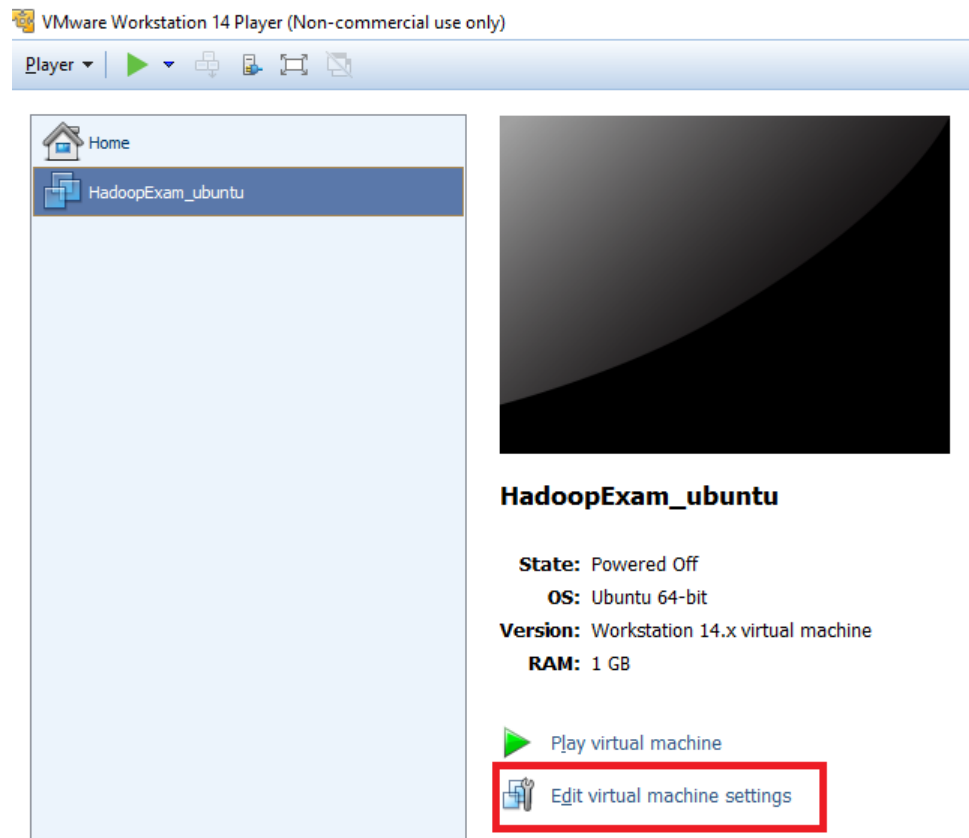 VMware Workstation 14 Player (Non-commercial use only)
Player
Home
HadoopExam_ubuntu
HadoopExam_ubuntu
State: Powered Off
OS: Ubuntu 64-bit
Version: Workstation 14.x virtual machine
RAM: 1 GB
Play virtual machine
Edit virtual machine settings